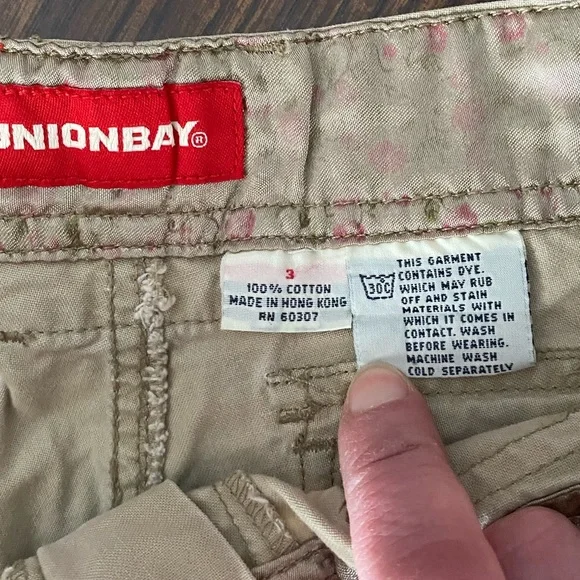 UNIONBAY®
3
100% COTTON
MADE IN HONG KONG
RN 60307
30C
THIS GARMENT
CONTAINS DYE.
WHICH MAY RUB
OFF AND STAIN
MATERIALS WITH
WHICH IT COMES IN
CONTACT. WASH
BEFORE WEARING.
MACHINE WASH
COLD SEPARATELY